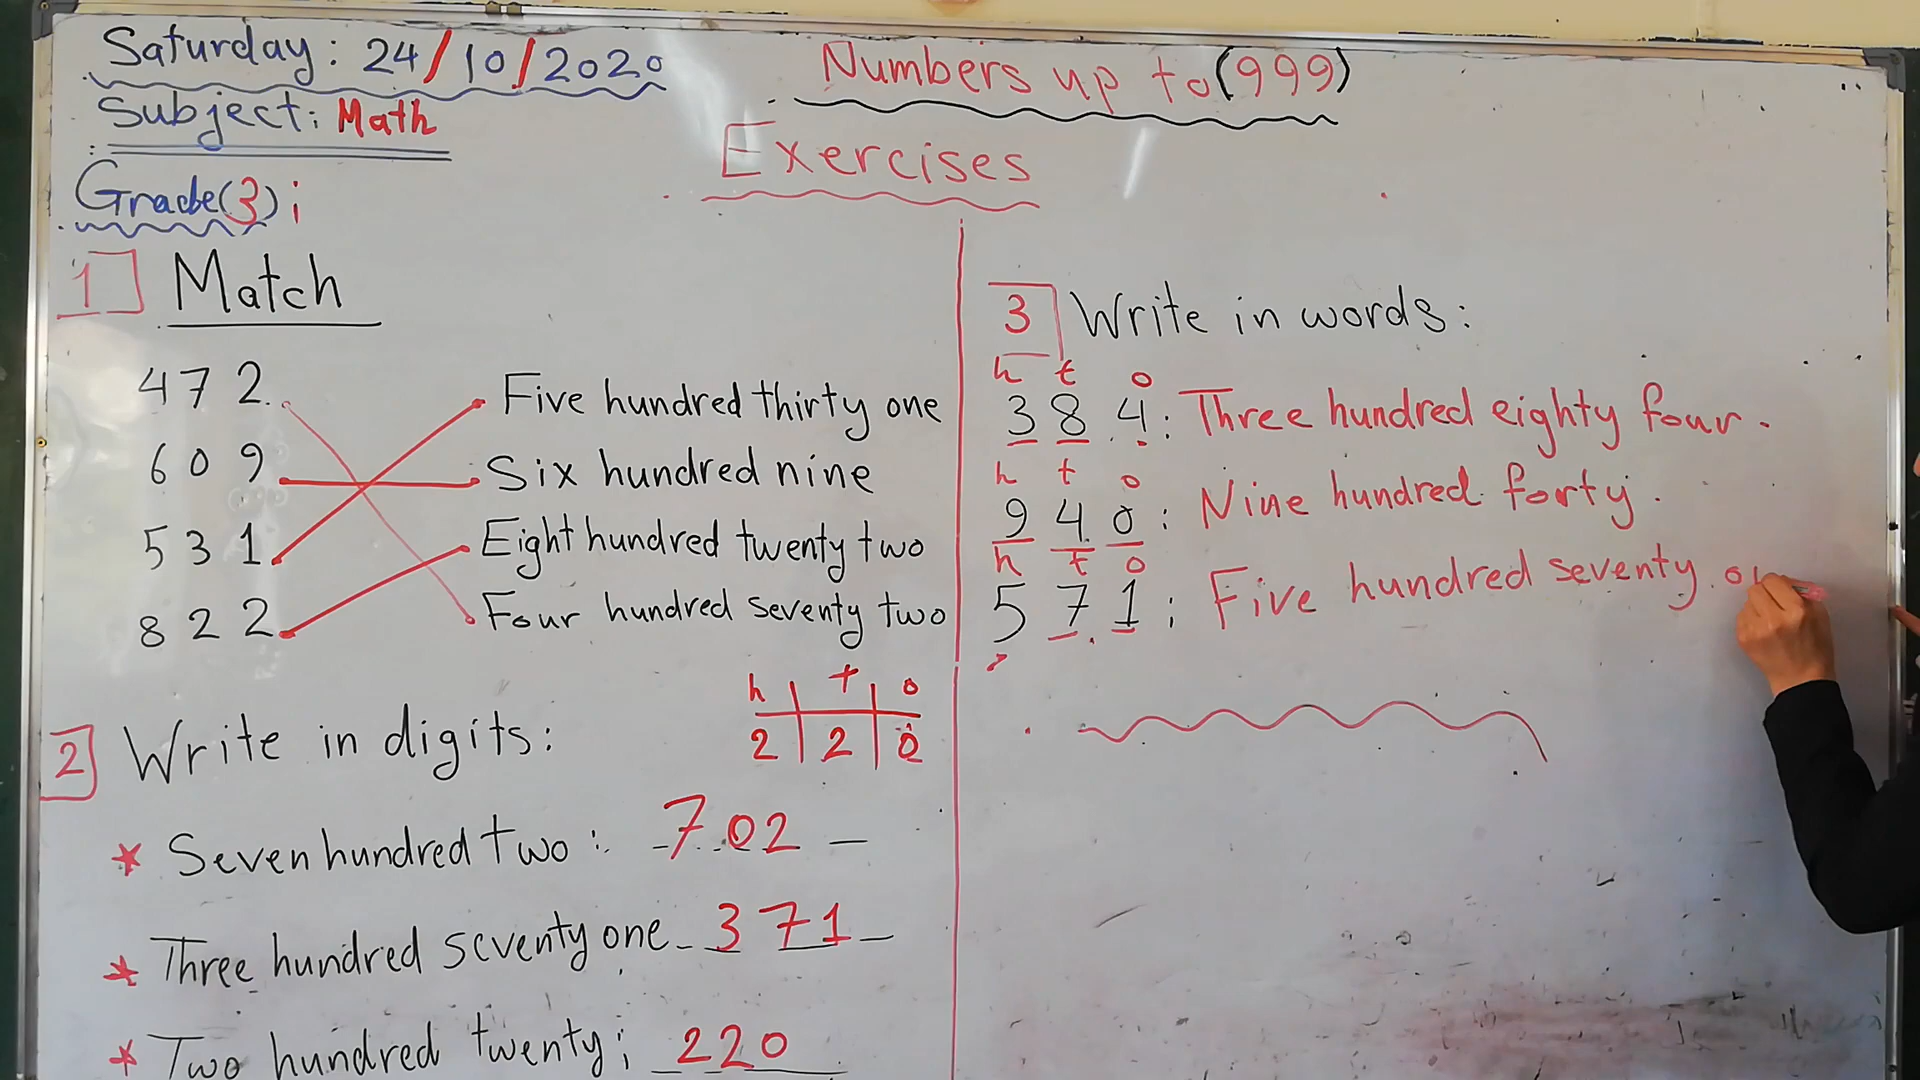 Saturday: 24/10/2020
Subject: Math
Grade(3)
Numbers up to (999)
Exercises
1 Match
472
609
531
822
Five hundred thirty one
Six hundred nine
Eight hundred twenty two
Four hundred seventy two
2 Write in digits:
h t o
2 2 0
* Seven hundred two: 702
* Three hundred seventy one 371
* Two hundred twenty; 220
3 Write in words:
h t o
384: Three hundred eighty four.
h t o
940: Nine hundred forty.
h t o
571: Five hundred seventy